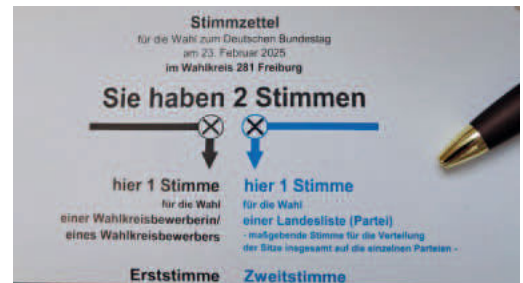 Stimmzettel
für die Wahl zum Deutschen Bundestag
am 23. Februar 2025
im Wahlkreis 281 Freiburg
Sie haben 2 Stimmen
hier 1 Stimme
für die Wahl
einer Wahlkreisbewerberin/
eines Wahlkreisbewerbers
Erststimme
hier 1 Stimme
für die Wahl
einer Landesliste (Partei)
- maßgebende Stimme für die Verteilung
der Sitze insgesamt auf die einzelnen Parteien -
Zweitstimme